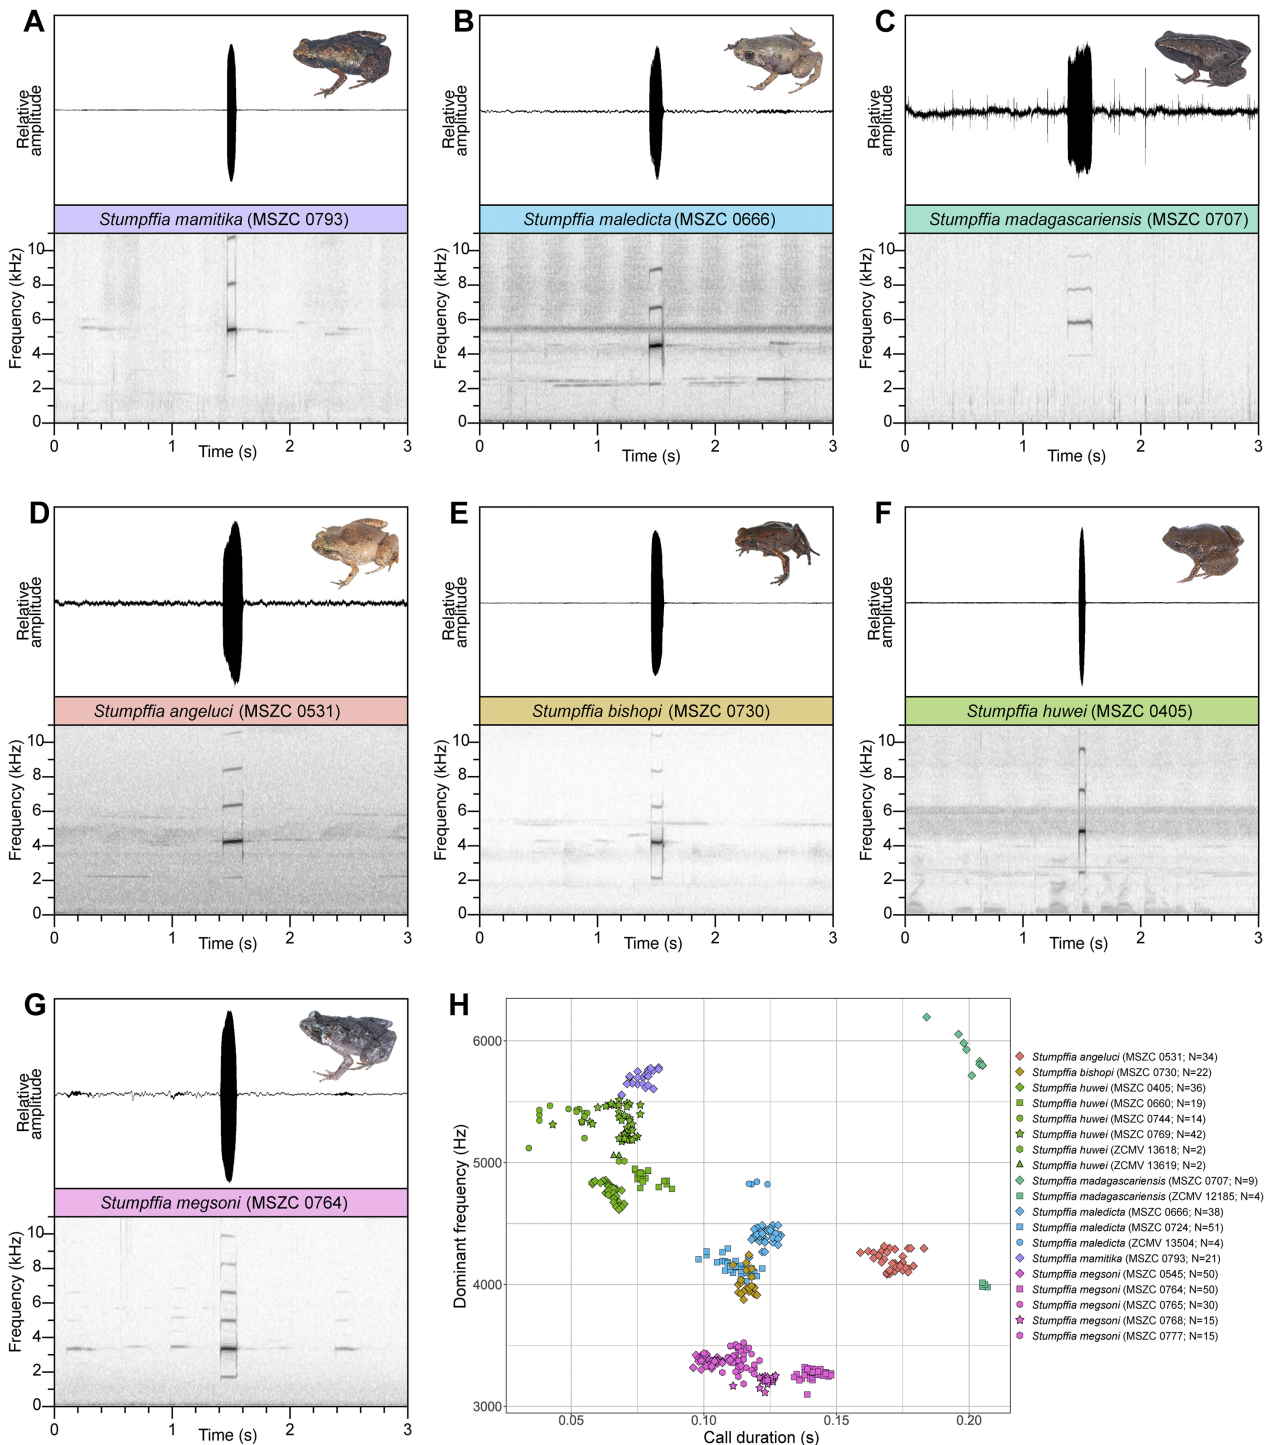 A
B
C
Relative
amplitude
Relative
amplitude
Relative
amplitude
Stumpffia mamitika (MSZC 0793)
Stumpffia maledicta (MSZC 0666)
Stumpffia madagascariensis (MSZC 0707)
Frequency (kHz)
10
8
6
4
2
0
Frequency (kHz)
10
8
6
4
2
0
Frequency (kHz)
10
8
6
4
2
0
0 1 2 3
Time (s)
0 1 2 3
Time (s)
0 1 2 3
Time (s)
D
E
F
Relative
amplitude
Relative
amplitude
Relative
amplitude
Stumpffia angeluci (MSZC 0531)
Stumpffia bishopi (MSZC 0730)
Stumpffia huwei (MSZC 0405)
Frequency (kHz)
10
8
6
4
2
0
Frequency (kHz)
10
8
6
4
2
0
Frequency (kHz)
10
8
6
4
2
0
0 1 2 3
Time (s)
0 1 2 3
Time (s)
0 1 2 3
Time (s)
G
Relative
amplitude
Stumpffia megsoni (MSZC 0764)
Frequency (kHz)
10
8
6
4
2
0
0 1 2 3
Time (s)
H
Dominant frequency (Hz)
6000
5000
4000
3000
0.05 0.10 0.15 0.20
Call duration (s)
Stumpffia angeluci (MSZC 0531; N=34)
Stumpffia bishopi (MSZC 0730; N=22)
Stumpffia huwei (MSZC 0405; N=36)
Stumpffia huwei (MSZC 0660; N=19)
Stumpffia huwei (MSZC 0744; N=14)
Stumpffia huwei (MSZC 0769; N=42)
Stumpffia huwei (ZCMV 13618; N=2)
Stumpffia huwei (ZCMV 13619; N=2)
Stumpffia madagascariensis (MSZC 0707; N=9)
Stumpffia madagascariensis (ZCMV 12185; N=4)
Stumpffia maledicta (MSZC 0666; N=38)
Stumpffia maledicta (MSZC 0724; N=51)
Stumpffia maledicta (ZCMV 13504; N=4)
Stumpffia mamitika (MSZC 0793; N=21)
Stumpffia megsoni (MSZC 0545; N=50)
Stumpffia megsoni (MSZC 0764; N=50)
Stumpffia megsoni (MSZC 0765; N=30)
Stumpffia megsoni (MSZC 0768; N=15)
Stumpffia megsoni (MSZC 0777; N=15)